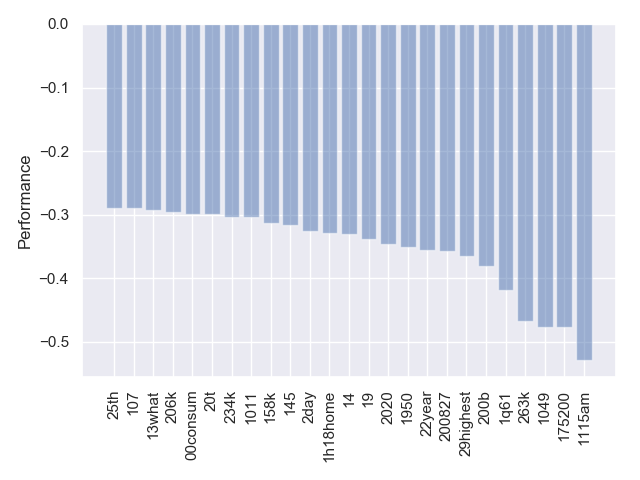 0.0
−0.1
−0.2
−0.3
−0.4
−0.5
Performance
25th
107
13what
206k
00consum
20t
234k
1011
158k
145
2day
1h18home
14
19
2020
1950
22year
200827
29highest
200b
1q61
263k
1049
175200
1115am